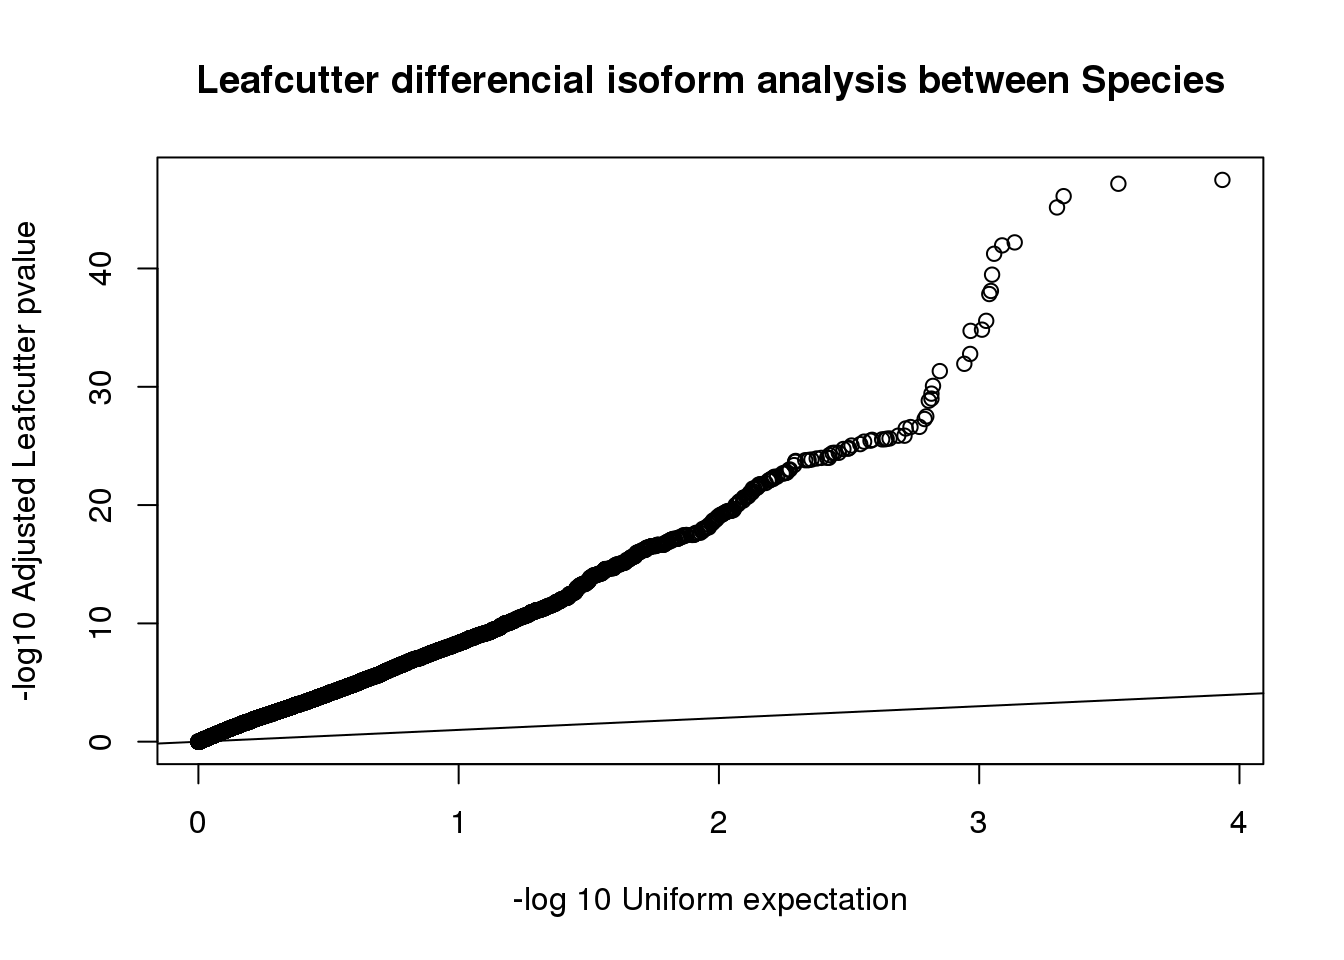 Leafcutter differencial isoform analysis between Species
-log10 Adjusted Leafcutter pvalue
40
30
20
10
0
0 1 2 3 4
-log 10 Uniform expectation